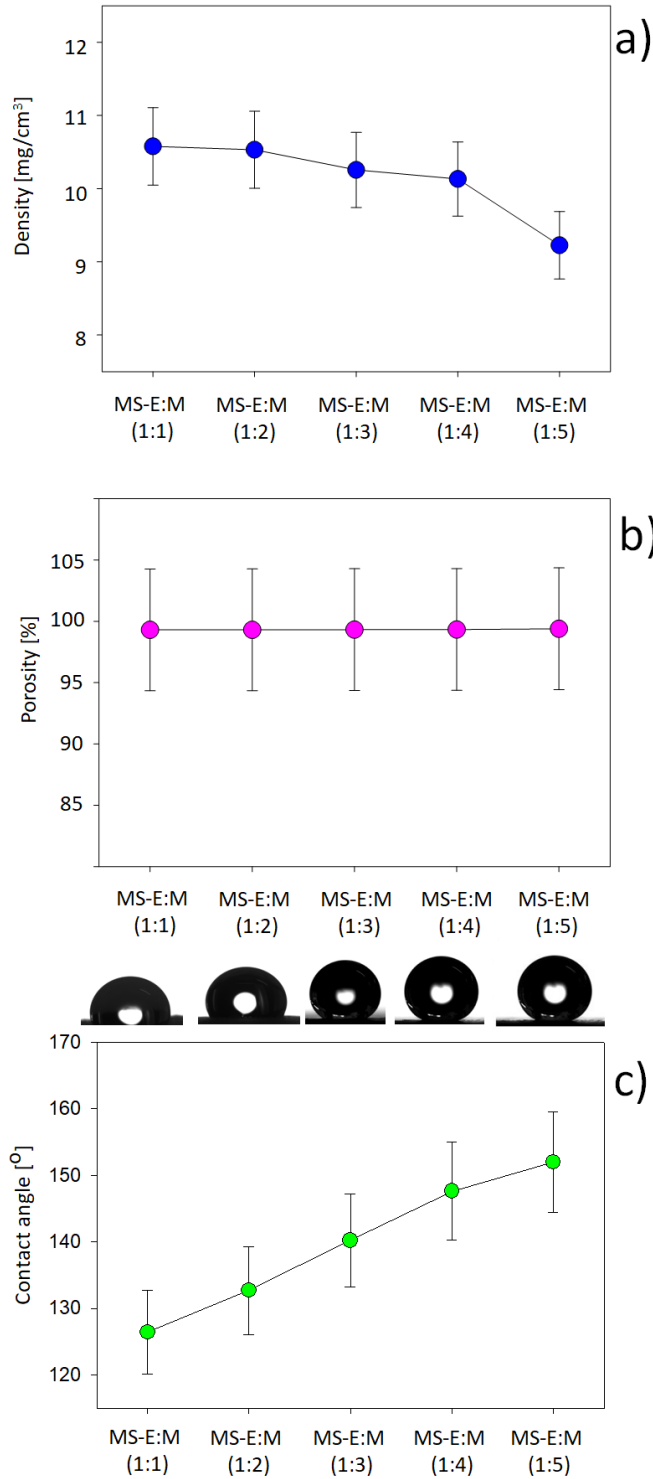 a)
12
11
10
9
8
Density [mg/cm³]
MS-E:M MS-E:M MS-E:M MS-E:M MS-E:M
(1:1) (1:2) (1:3) (1:4) (1:5)
b)
105
100
95
90
85
Porosity [%]
MS-E:M MS-E:M MS-E:M MS-E:M MS-E:M
(1:1) (1:2) (1:3) (1:4) (1:5)
c)
170
160
150
140
130
120
Contact angle [O]
MS-E:M MS-E:M MS-E:M MS-E:M MS-E:M
(1:1) (1:2) (1:3) (1:4) (1:5)